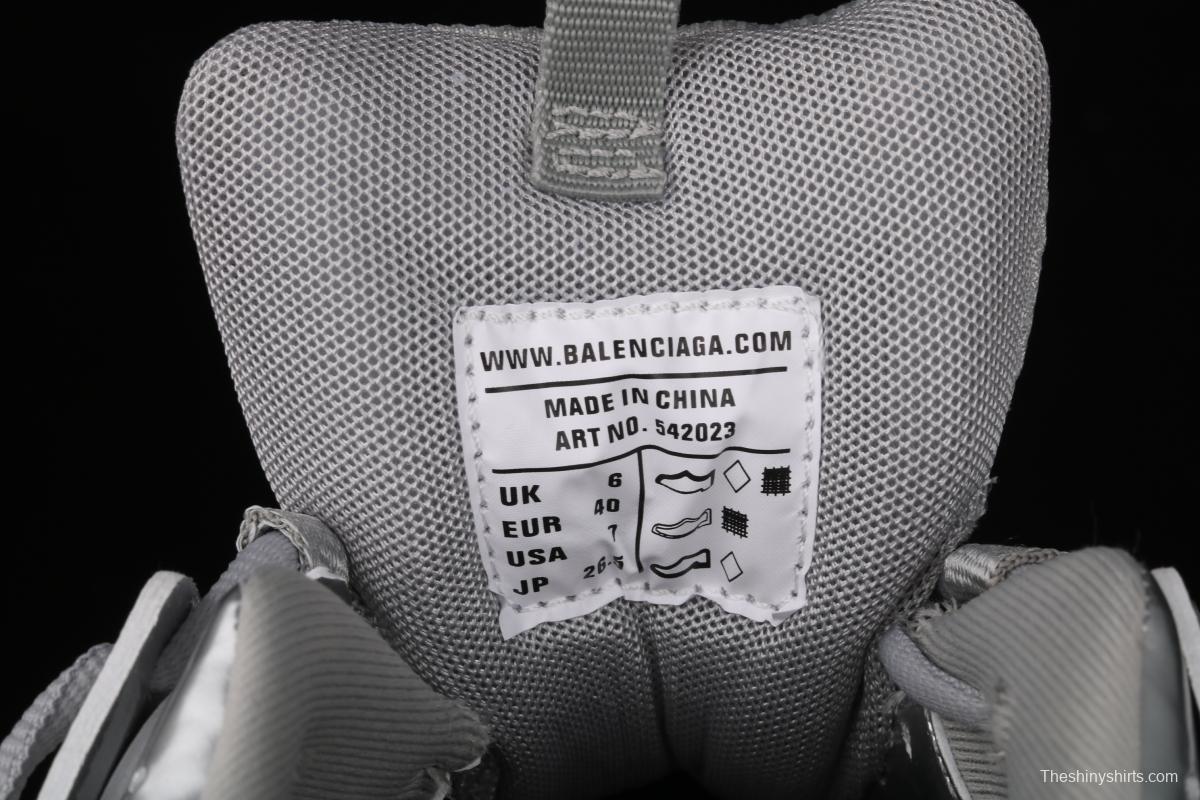 WWW.BALENCIAGA.COM
MADE IN CHINA
ART NO. 542023
UK 6
EUR 40
USA 7
JP 26.5
Theshinyshirts.com